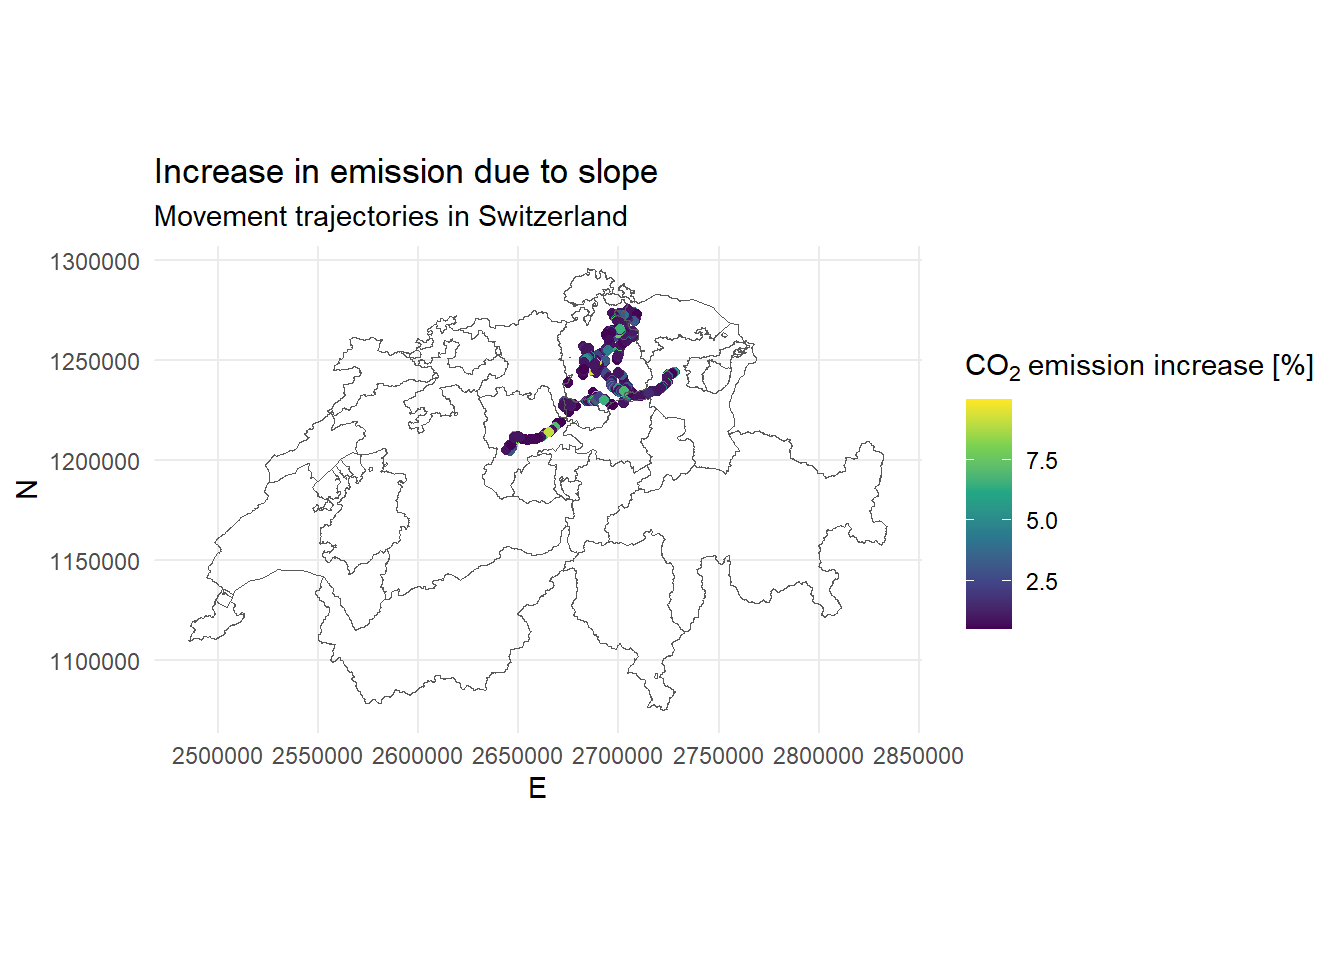 Increase in emission due to slope
Movement trajectories in Switzerland
1300000
1250000
1200000
1150000
1100000
N
2500000 2550000 2600000 2650000 2700000 2750000 2800000 2850000
E
CO₂ emission increase [%]
7.5
5.0
2.5